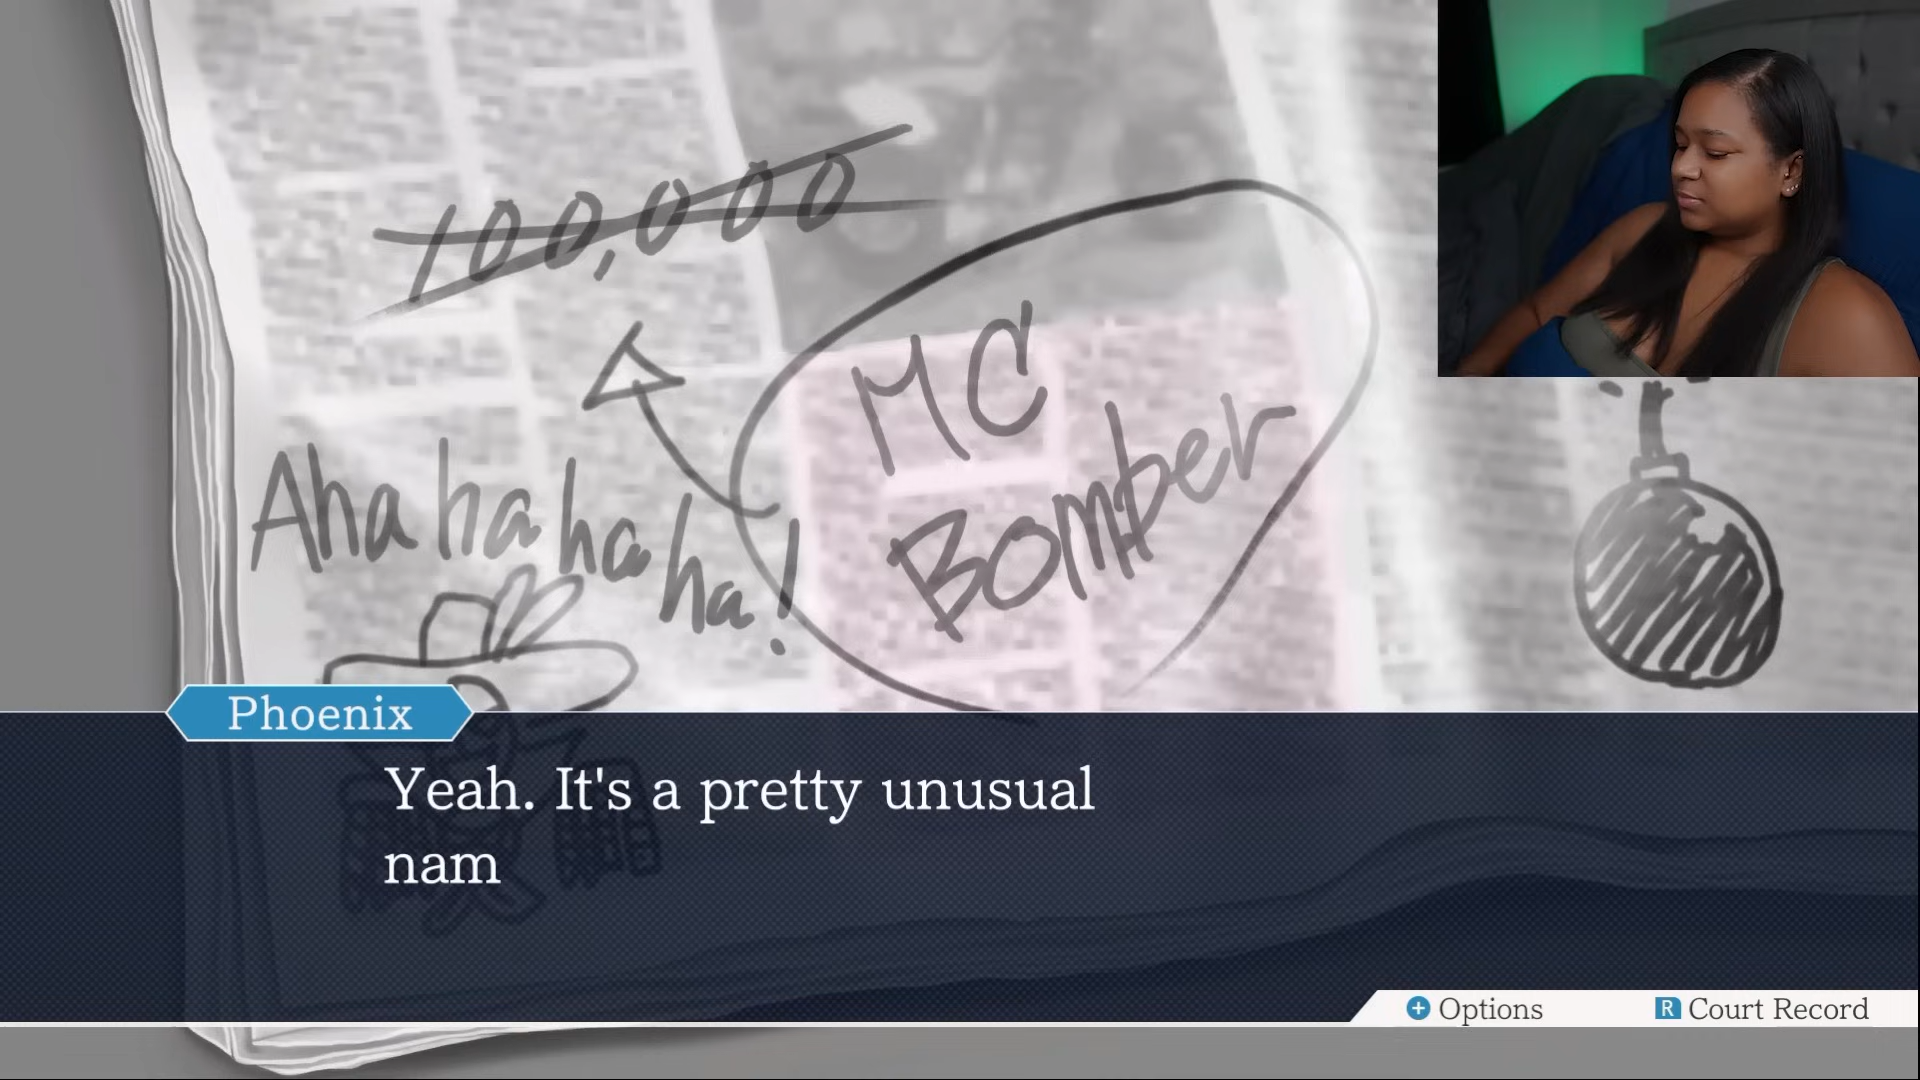 100,000
MC
Bomber
Ahahahaha!
Phoenix
Yeah. It's a pretty unusual
nam
+ Options
R Court Record